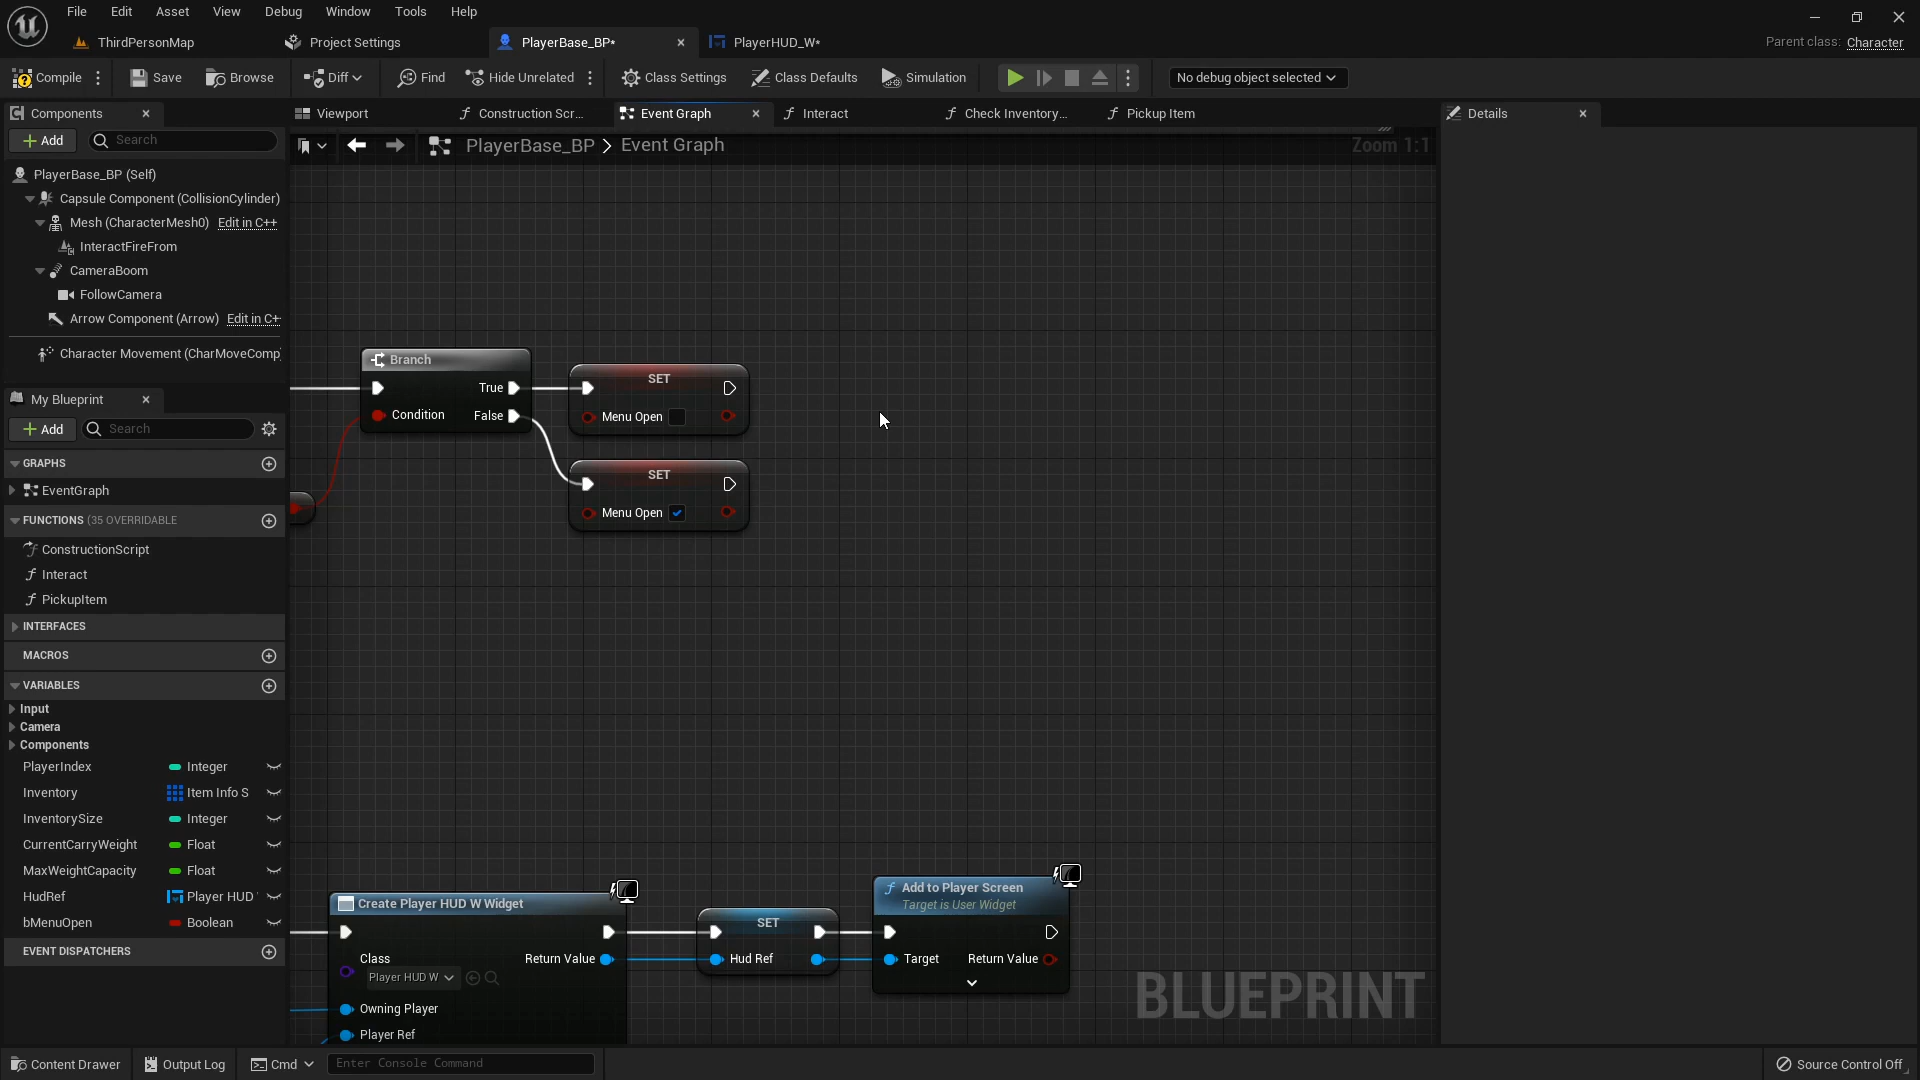 File Edit Asset View Debug Window Tools Help
ThirdPersonMap Project Settings PlayerBase_BP* PlayerHUD_W* Parent class: Character
Compile Save Browse Diff Find Hide Unrelated Class Settings Class Defaults Simulation No debug object selected
Components Viewport Construction Scr... Event Graph Interact Check Inventory... Pickup Item Details
Add Search PlayerBase_BP > Event Graph Zoom 1:1
PlayerBase_BP (Self)
Capsule Component (CollisionCylinder)
Mesh (CharacterMesh0) Edit in C++
InteractFireFrom
CameraBoom
FollowCamera
Arrow Component (Arrow) Edit in C+
Character Movement (CharMoveComp)
My Blueprint
Add Search
GRAPHS
EventGraph
FUNCTIONS (35 OVERRIDABLE
ConstructionScript
Interact
PickupItem
INTERFACES
MACROS
VARIABLES
Input
Camera
Components
PlayerIndex Integer
Inventory Item Info S
InventorySize Integer
CurrentCarryWeight Float
MaxWeightCapacity Float
HudRef Player HUD
bMenuOpen Boolean
EVENT DISPATCHERS
Branch
True
Condition False
SET
Menu Open
SET
Menu Open
Create Player HUD W Widget
Class Return Value
Player HUD W
Owning Player
Player Ref
SET
Hud Ref
Add to Player Screen
Target is User Widget
Target Return Value
BLUEPRINT
Content Drawer Output Log Cmd Enter Console Command Source Control Off